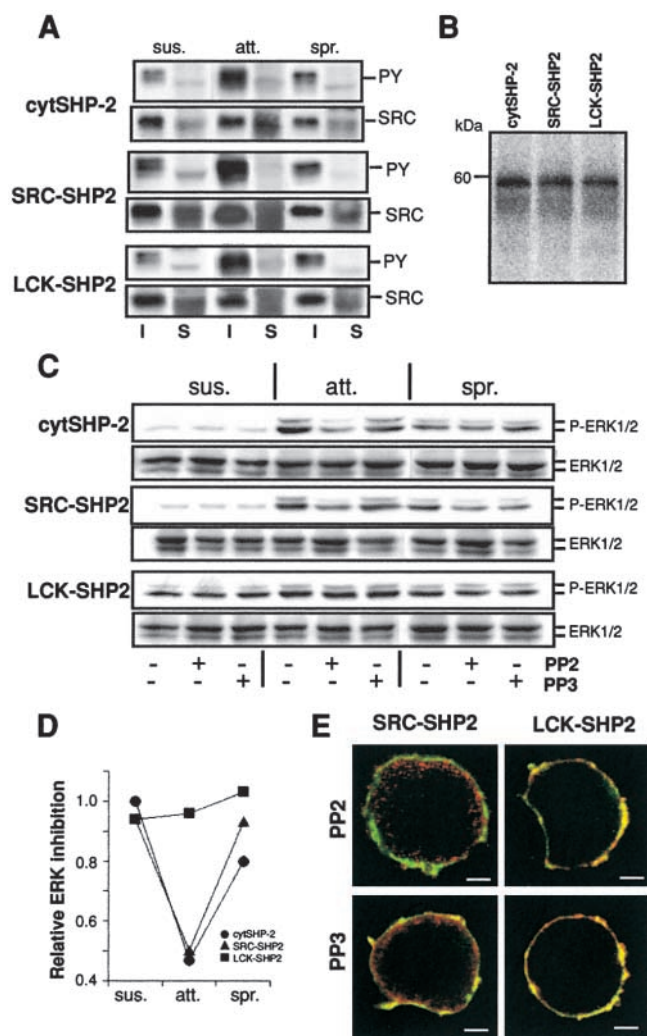 A
sus. att. spr.
cytSHP-2
PY
SRC
SRC-SHP2
PY
SRC
LCK-SHP2
PY
SRC
I S I S I S
B
cytSHP-2
SRC-SHP2
LCK-SHP2
kDa
60
C
sus. att. spr.
cytSHP-2
P-ERK1/2
ERK1/2
SRC-SHP2
P-ERK1/2
ERK1/2
LCK-SHP2
P-ERK1/2
ERK1/2
- + - - + - - + - PP2
- - + - - + - - + PP3
D
Relative ERK inhibition
1.0
0.8
0.6
0.4
cytSHP-2
SRC-SHP2
LCK-SHP2
sus. att. spr.
E
SRC-SHP2 LCK-SHP2
PP2
PP3